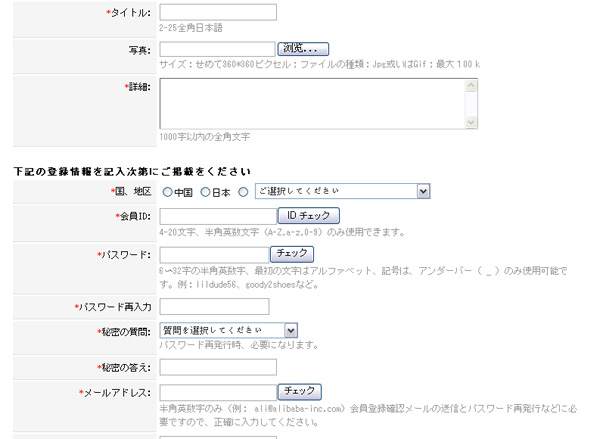 *タイトル:
2-25全角日本語
写真:
浏览...
サイズ：せめて360*360ピクセル；ファイルの種類：Jpg或いはGif；最大１００ｋ
*詳細:
1000字以内の全角文字
下記の登録情報を記入次第にご掲載をください
*国、地区 中国 日本 ご選択してください
*会員ID: ID チェック
4-20文字、半角英数文字（A-Z,a-z,0-9）のみ使用できます。
*パスワード: チェック
6～32字の半角英数字、最初の文字はアルファベット、記号は、アンダーバー（ _ ）のみ使用可能で
す。例：lildude56、goody2shoesなど。
*パスワード再入力
*秘密の質問: 質問を選択してください
パスワード再発行時、必要になります。
*秘密の答え:
*メールアドレス: チェック
半角英数字のみ（例： ali@alibaba-inc.com）会員登録確認メールの送信とパスワード再発行などに必
要ですので、正確に入力してください。